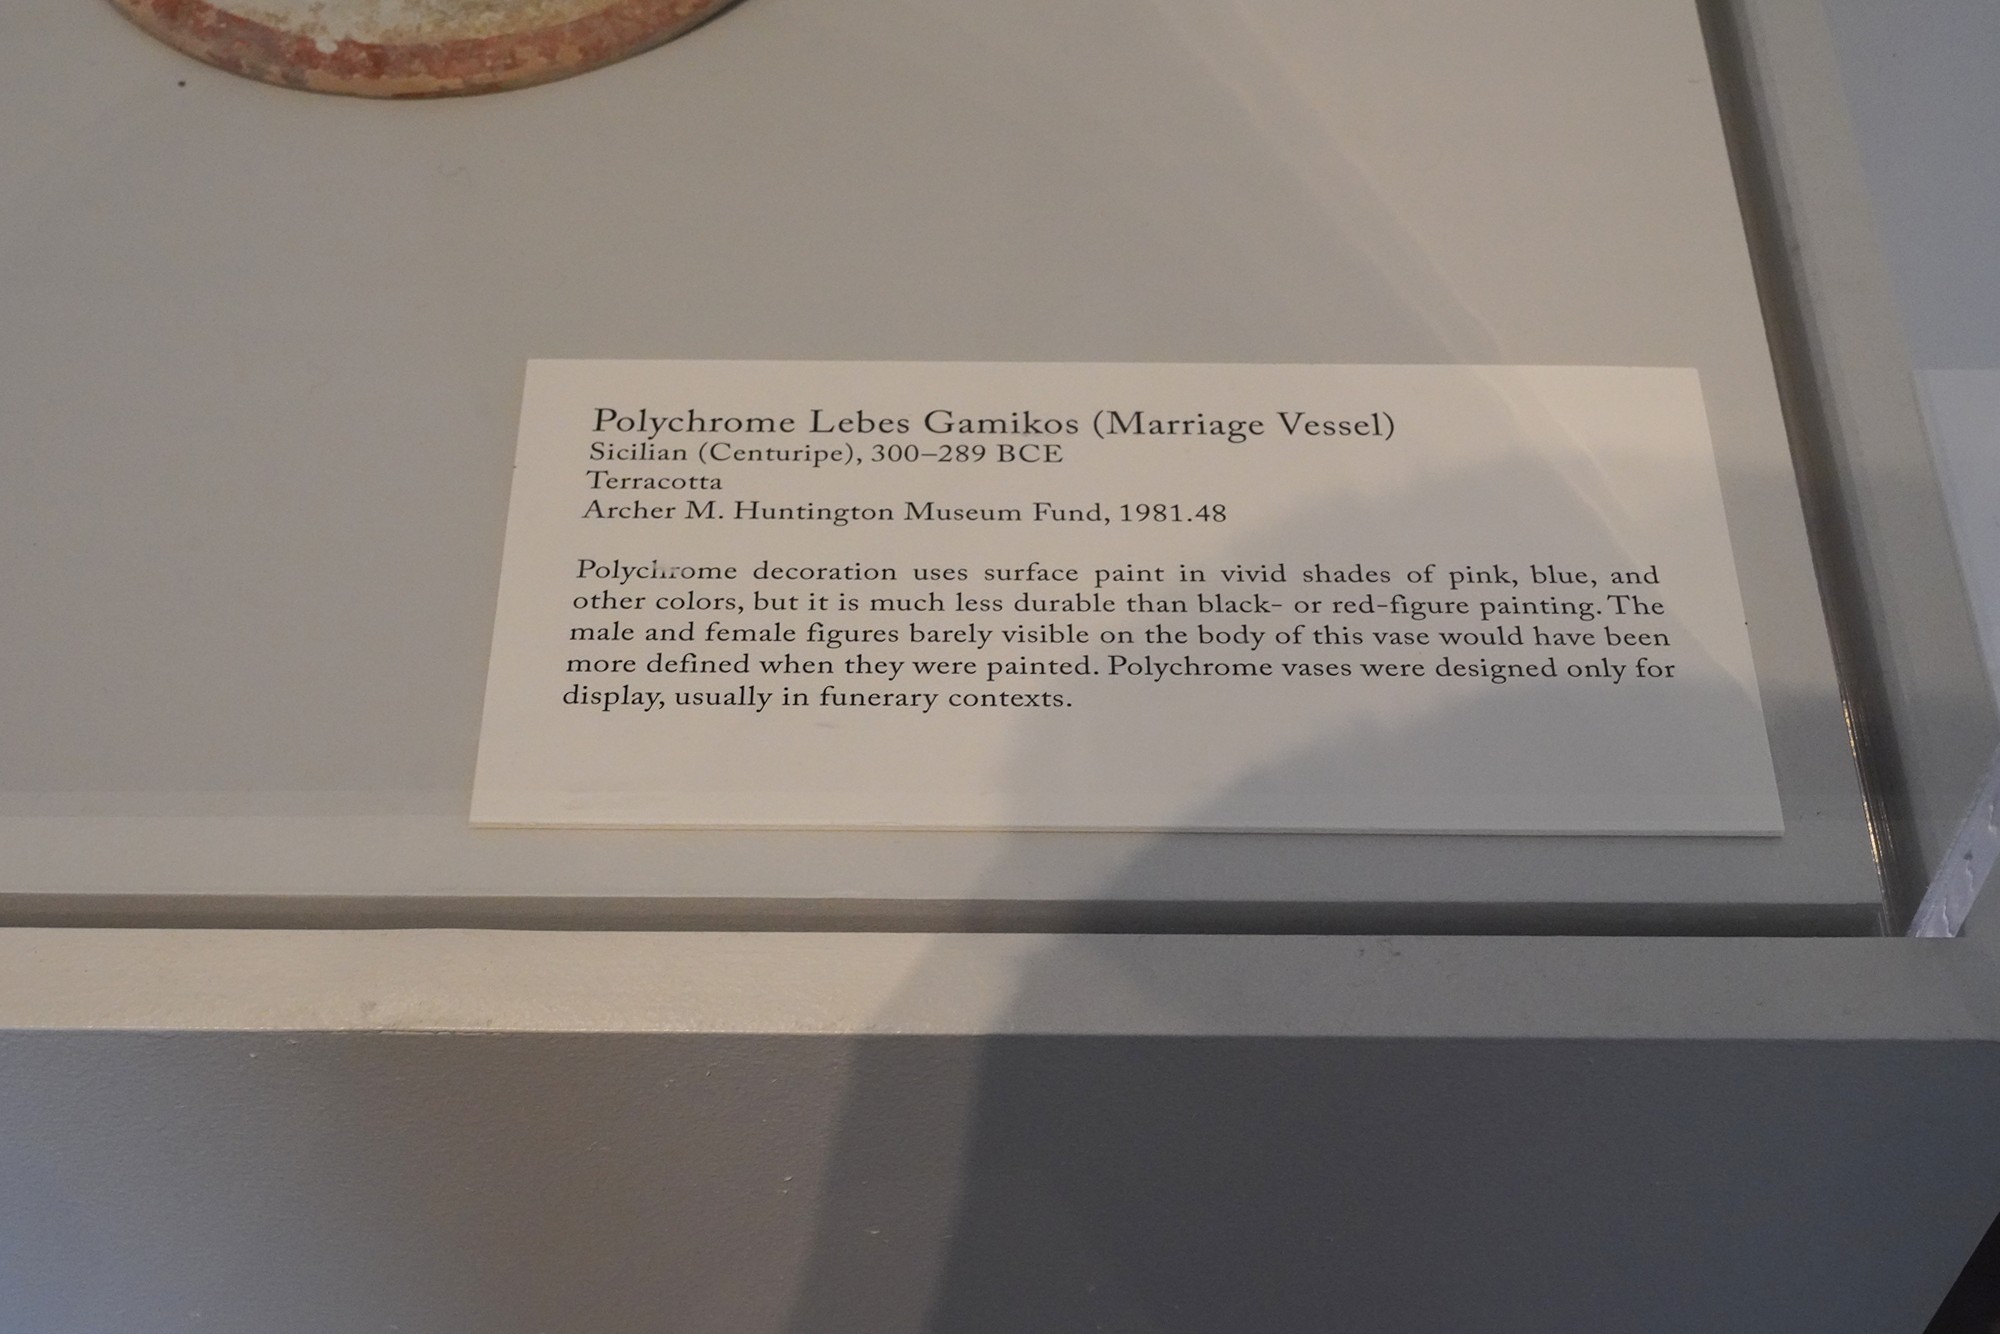 Polychrome Lebes Gamikos (Marriage Vessel)
Sicilian (Centuripe), 300–289 BCE
Terracotta
Archer M. Huntington Museum Fund, 1981.48
Polychrome decoration uses surface paint in vivid shades of pink, blue, and
other colors, but it is much less durable than black- or red-figure painting. The
male and female figures barely visible on the body of this vase would have been
more defined when they were painted. Polychrome vases were designed only for
display, usually in funerary contexts.